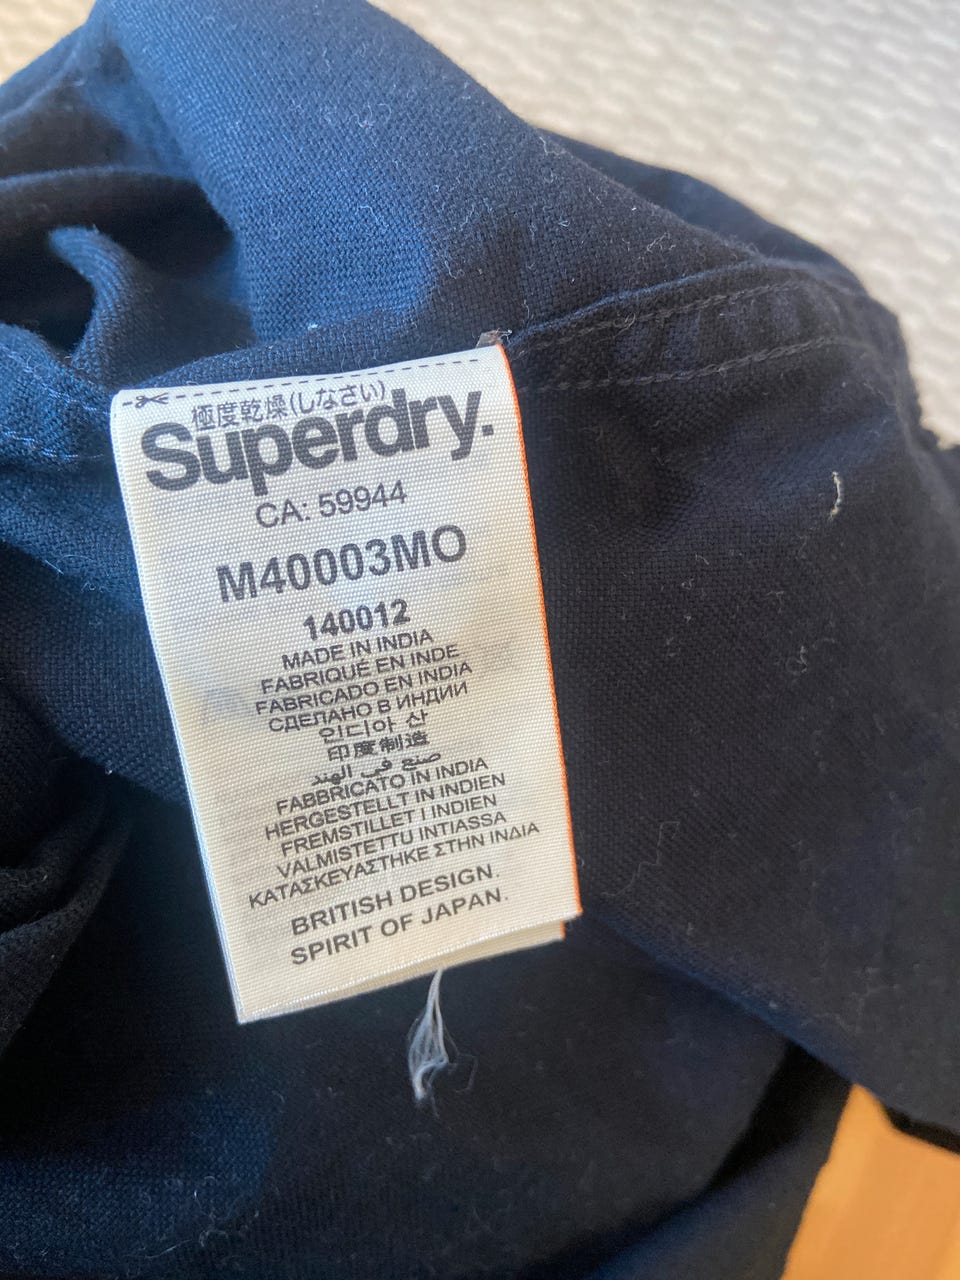 極度乾燥(しなさい)
Superdry.
CA: 59944
M40003MO
140012
MADE IN INDIA
FABRIQUÉ EN INDE
FABRICADO EN INDIA
СДЕЛАНО В ИНДИИ
인디아 산
印度制造
صنع في الهند
FABBRICATO IN INDIA
HERGESTELLT IN INDIEN
FREMSTILLET I INDIEN
VALMISTETTU INTIASSA
ΚΑΤΑΣΚΕΥΑΣΤΗΚΕ ΣΤΗΝ ΙΝΔΙΑ
BRITISH DESIGN.
SPIRIT OF JAPAN.